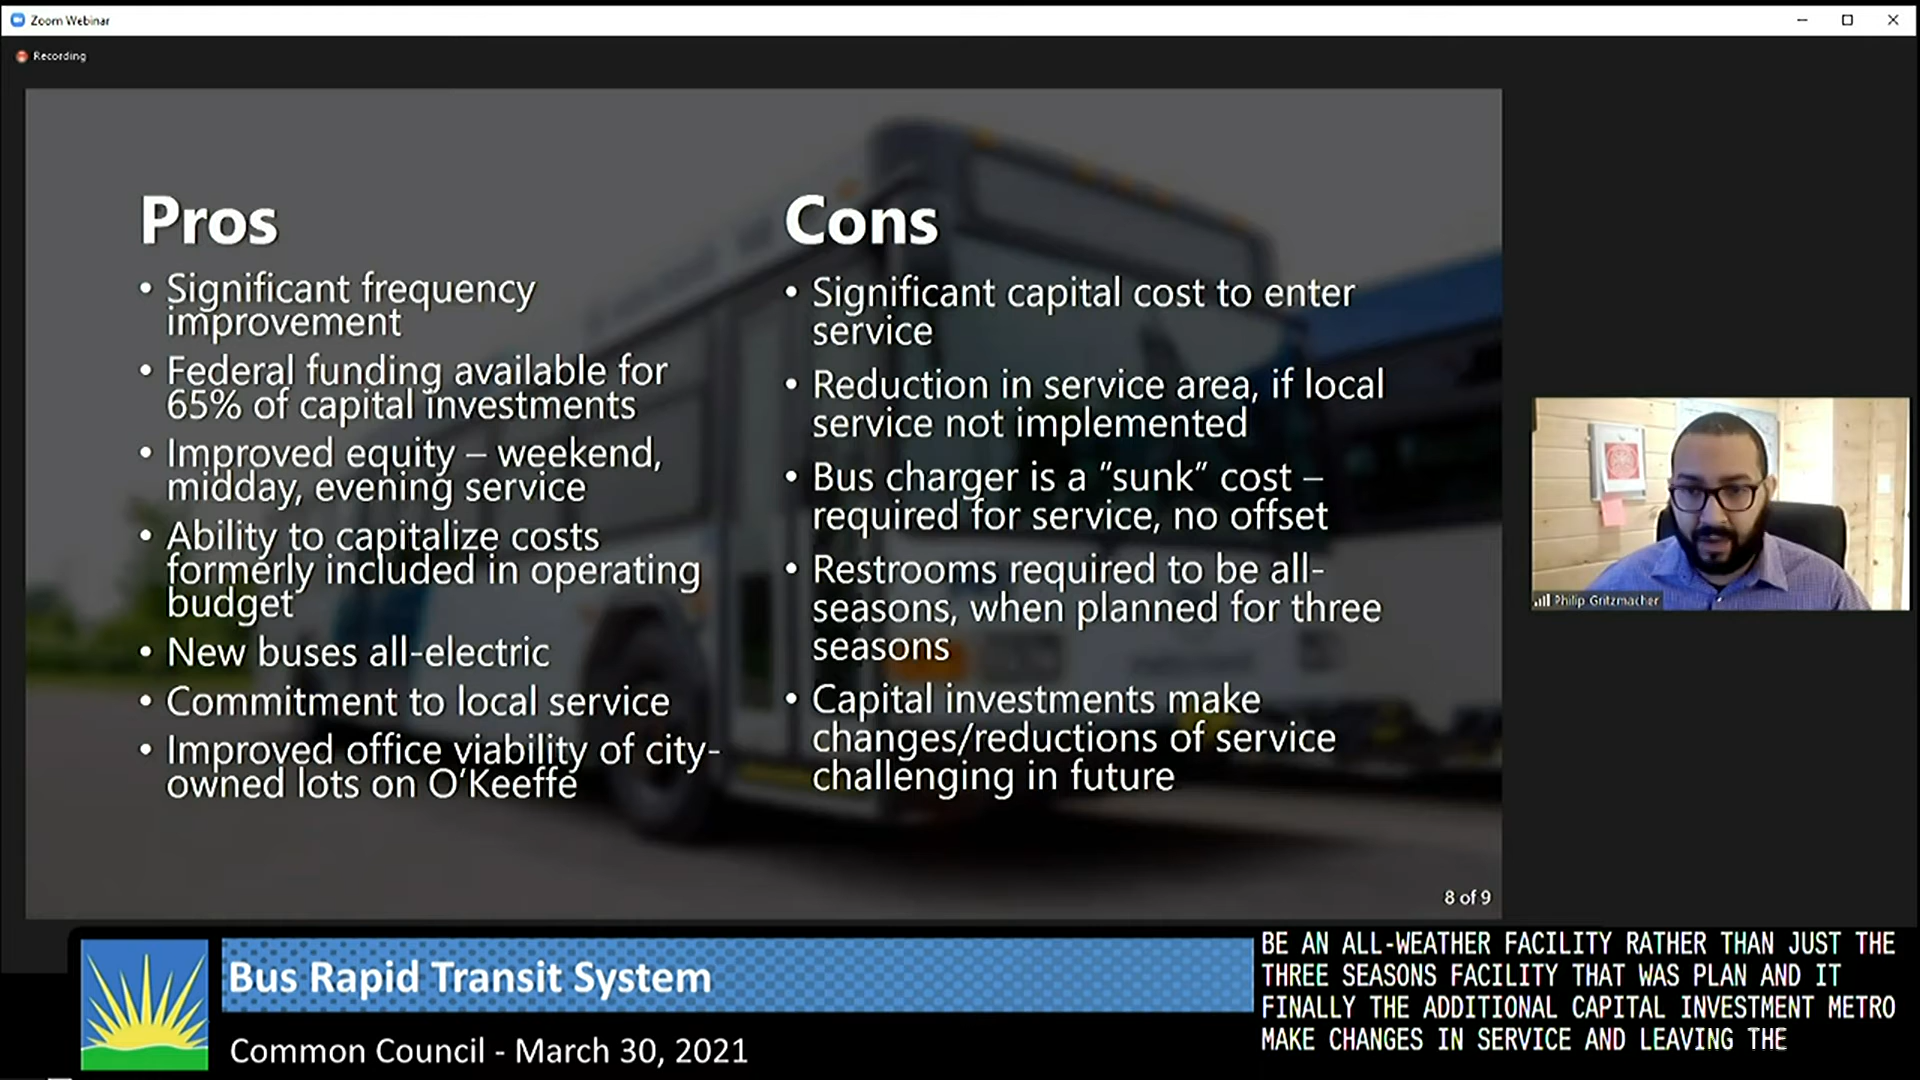 Zoom Webinar
Recording
Pros
• Significant frequency
improvement
• Federal funding available for
65% of capital investments
• Improved equity – weekend,
midday, evening service
• Ability to capitalize costs
formerly included in operating
budget
• New buses all-electric
• Commitment to local service
• Improved office viability of city-
owned lots on O'Keeffe
Cons
• Significant capital cost to enter
service
• Reduction in service area, if local
service not implemented
• Bus charger is a "sunk" cost –
required for service, no offset
• Restrooms required to be all-
seasons, when planned for three
seasons
• Capital investments make
changes/reductions of service
challenging in future
8 of 9
Philip Gritzmacher
Bus Rapid Transit System
Common Council - March 30, 2021
BE AN ALL-WEATHER FACILITY RATHER THAN JUST THE
THREE SEASONS FACILITY THAT WAS PLAN AND IT
FINALLY THE ADDITIONAL CAPITAL INVESTMENT METRO
MAKE CHANGES IN SERVICE AND LEAVING THE